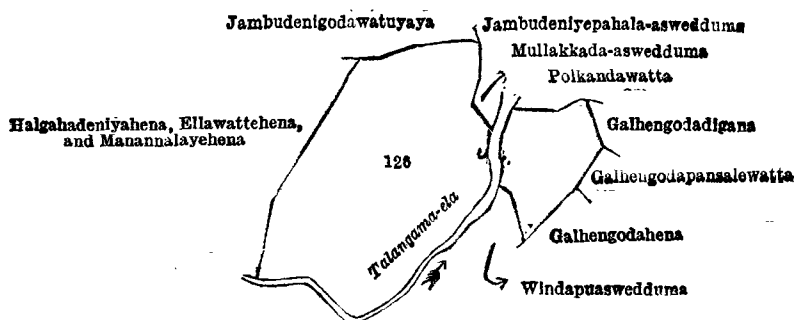 Jambudenigodawatuyaya
Jambudeniyepahala-aswedduma
Mullakkada-aswedduma
Polkandawatta
Halgahadeniyahena, Ellawattehena,
and Manannalayehena
Galhengodadigana
126
Galhengodapansalewatta
Talangama-ela
Galhengodahena
Windapuaswedduma